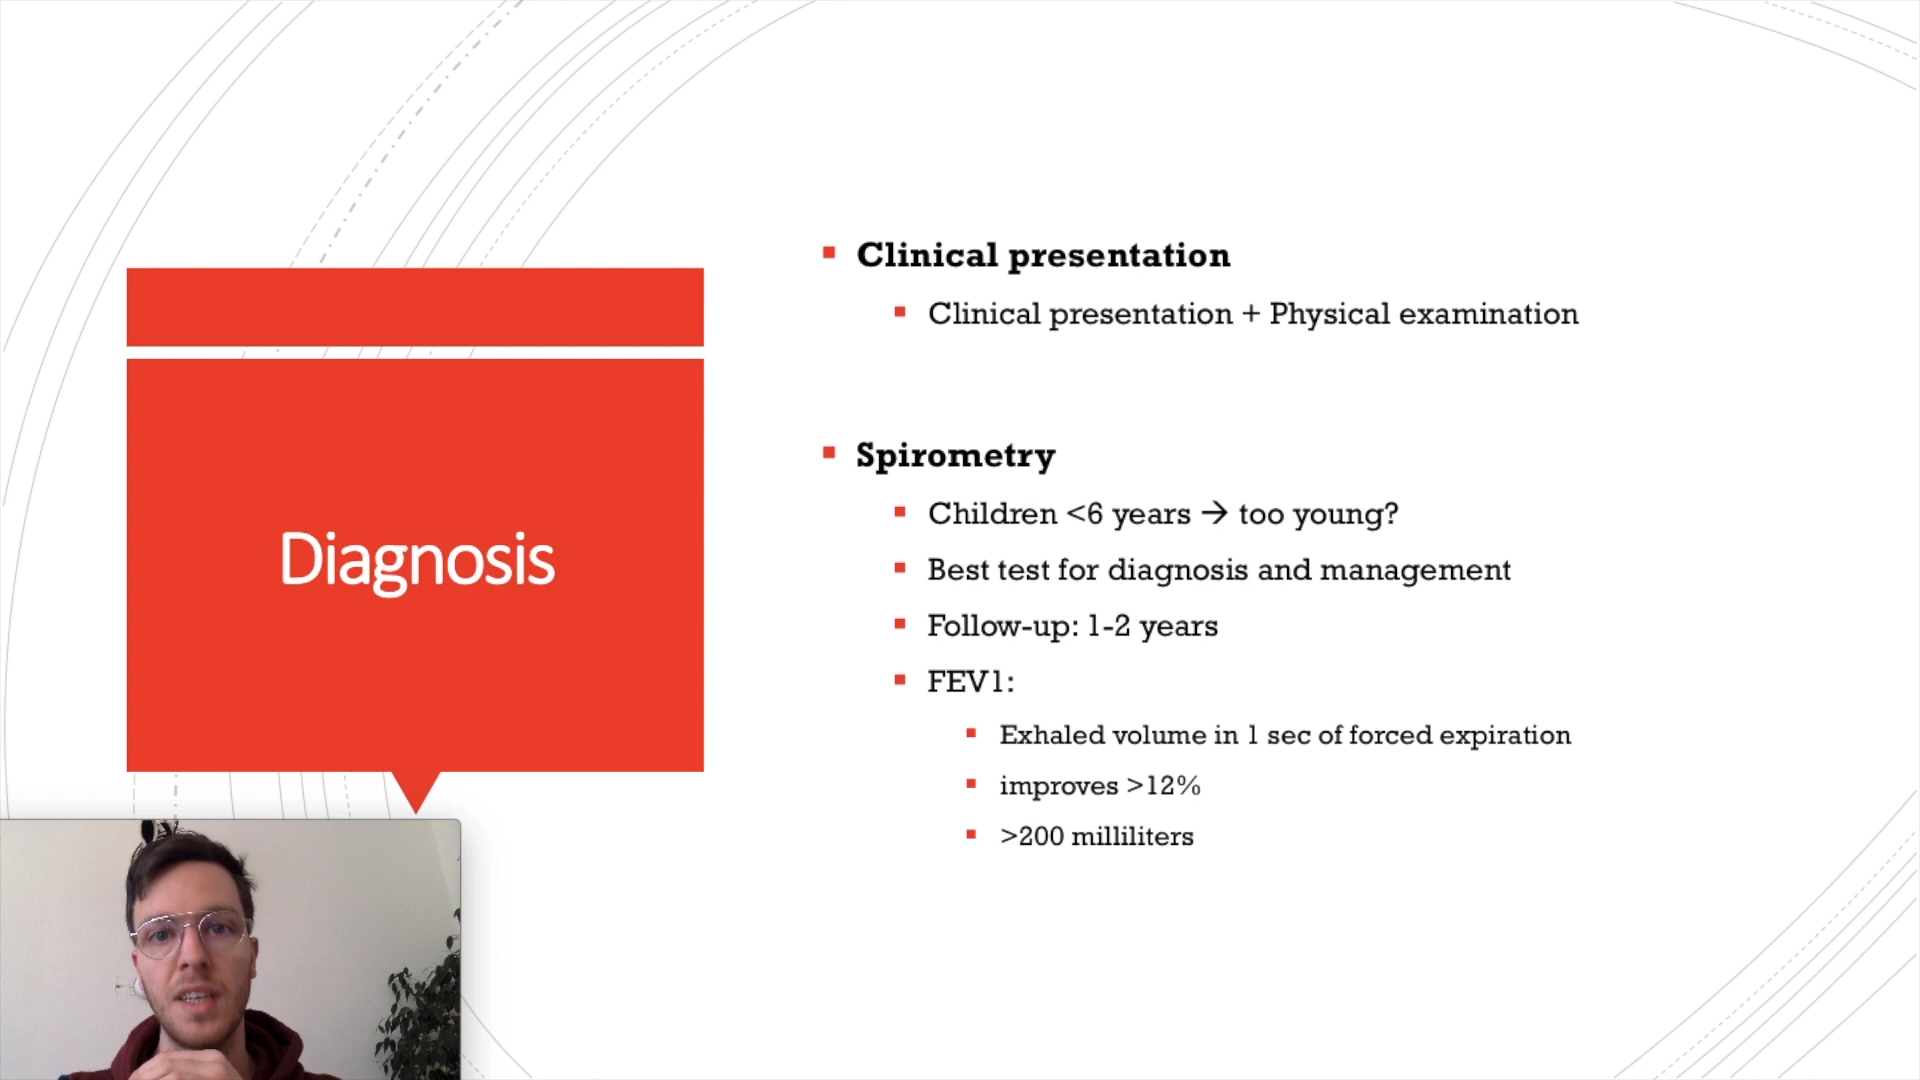 Diagnosis
Clinical presentation
Clinical presentation + Physical examination
Spirometry
Children <6 years → too young?
Best test for diagnosis and management
Follow-up: 1-2 years
FEV1:
Exhaled volume in 1 sec of forced expiration
improves >12%
>200 milliliters